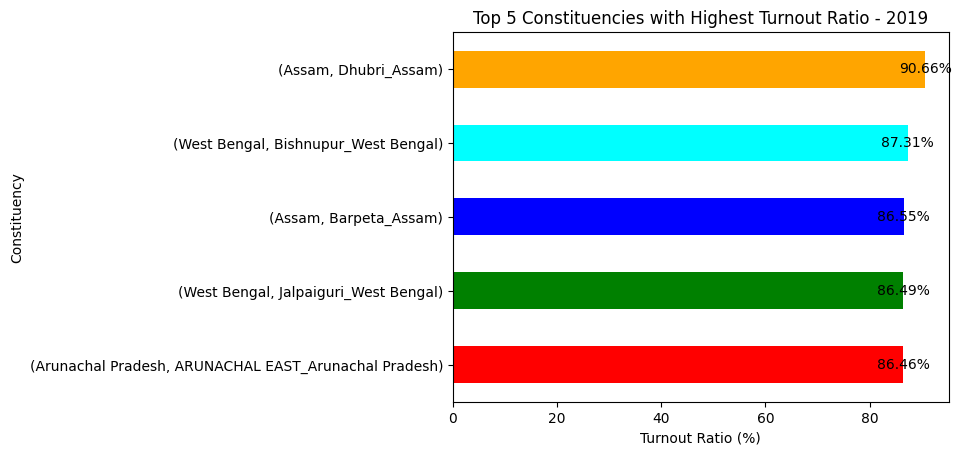 Top 5 Constituencies with Highest Turnout Ratio - 2019
Constituency
(Assam, Dhubri_Assam)
90.66%
(West Bengal, Bishnupur_West Bengal)
87.31%
(Assam, Barpeta_Assam)
86.55%
(West Bengal, Jalpaiguri_West Bengal)
86.49%
(Arunachal Pradesh, ARUNACHAL EAST_Arunachal Pradesh)
86.46%
0 20 40 60 80
Turnout Ratio (%)